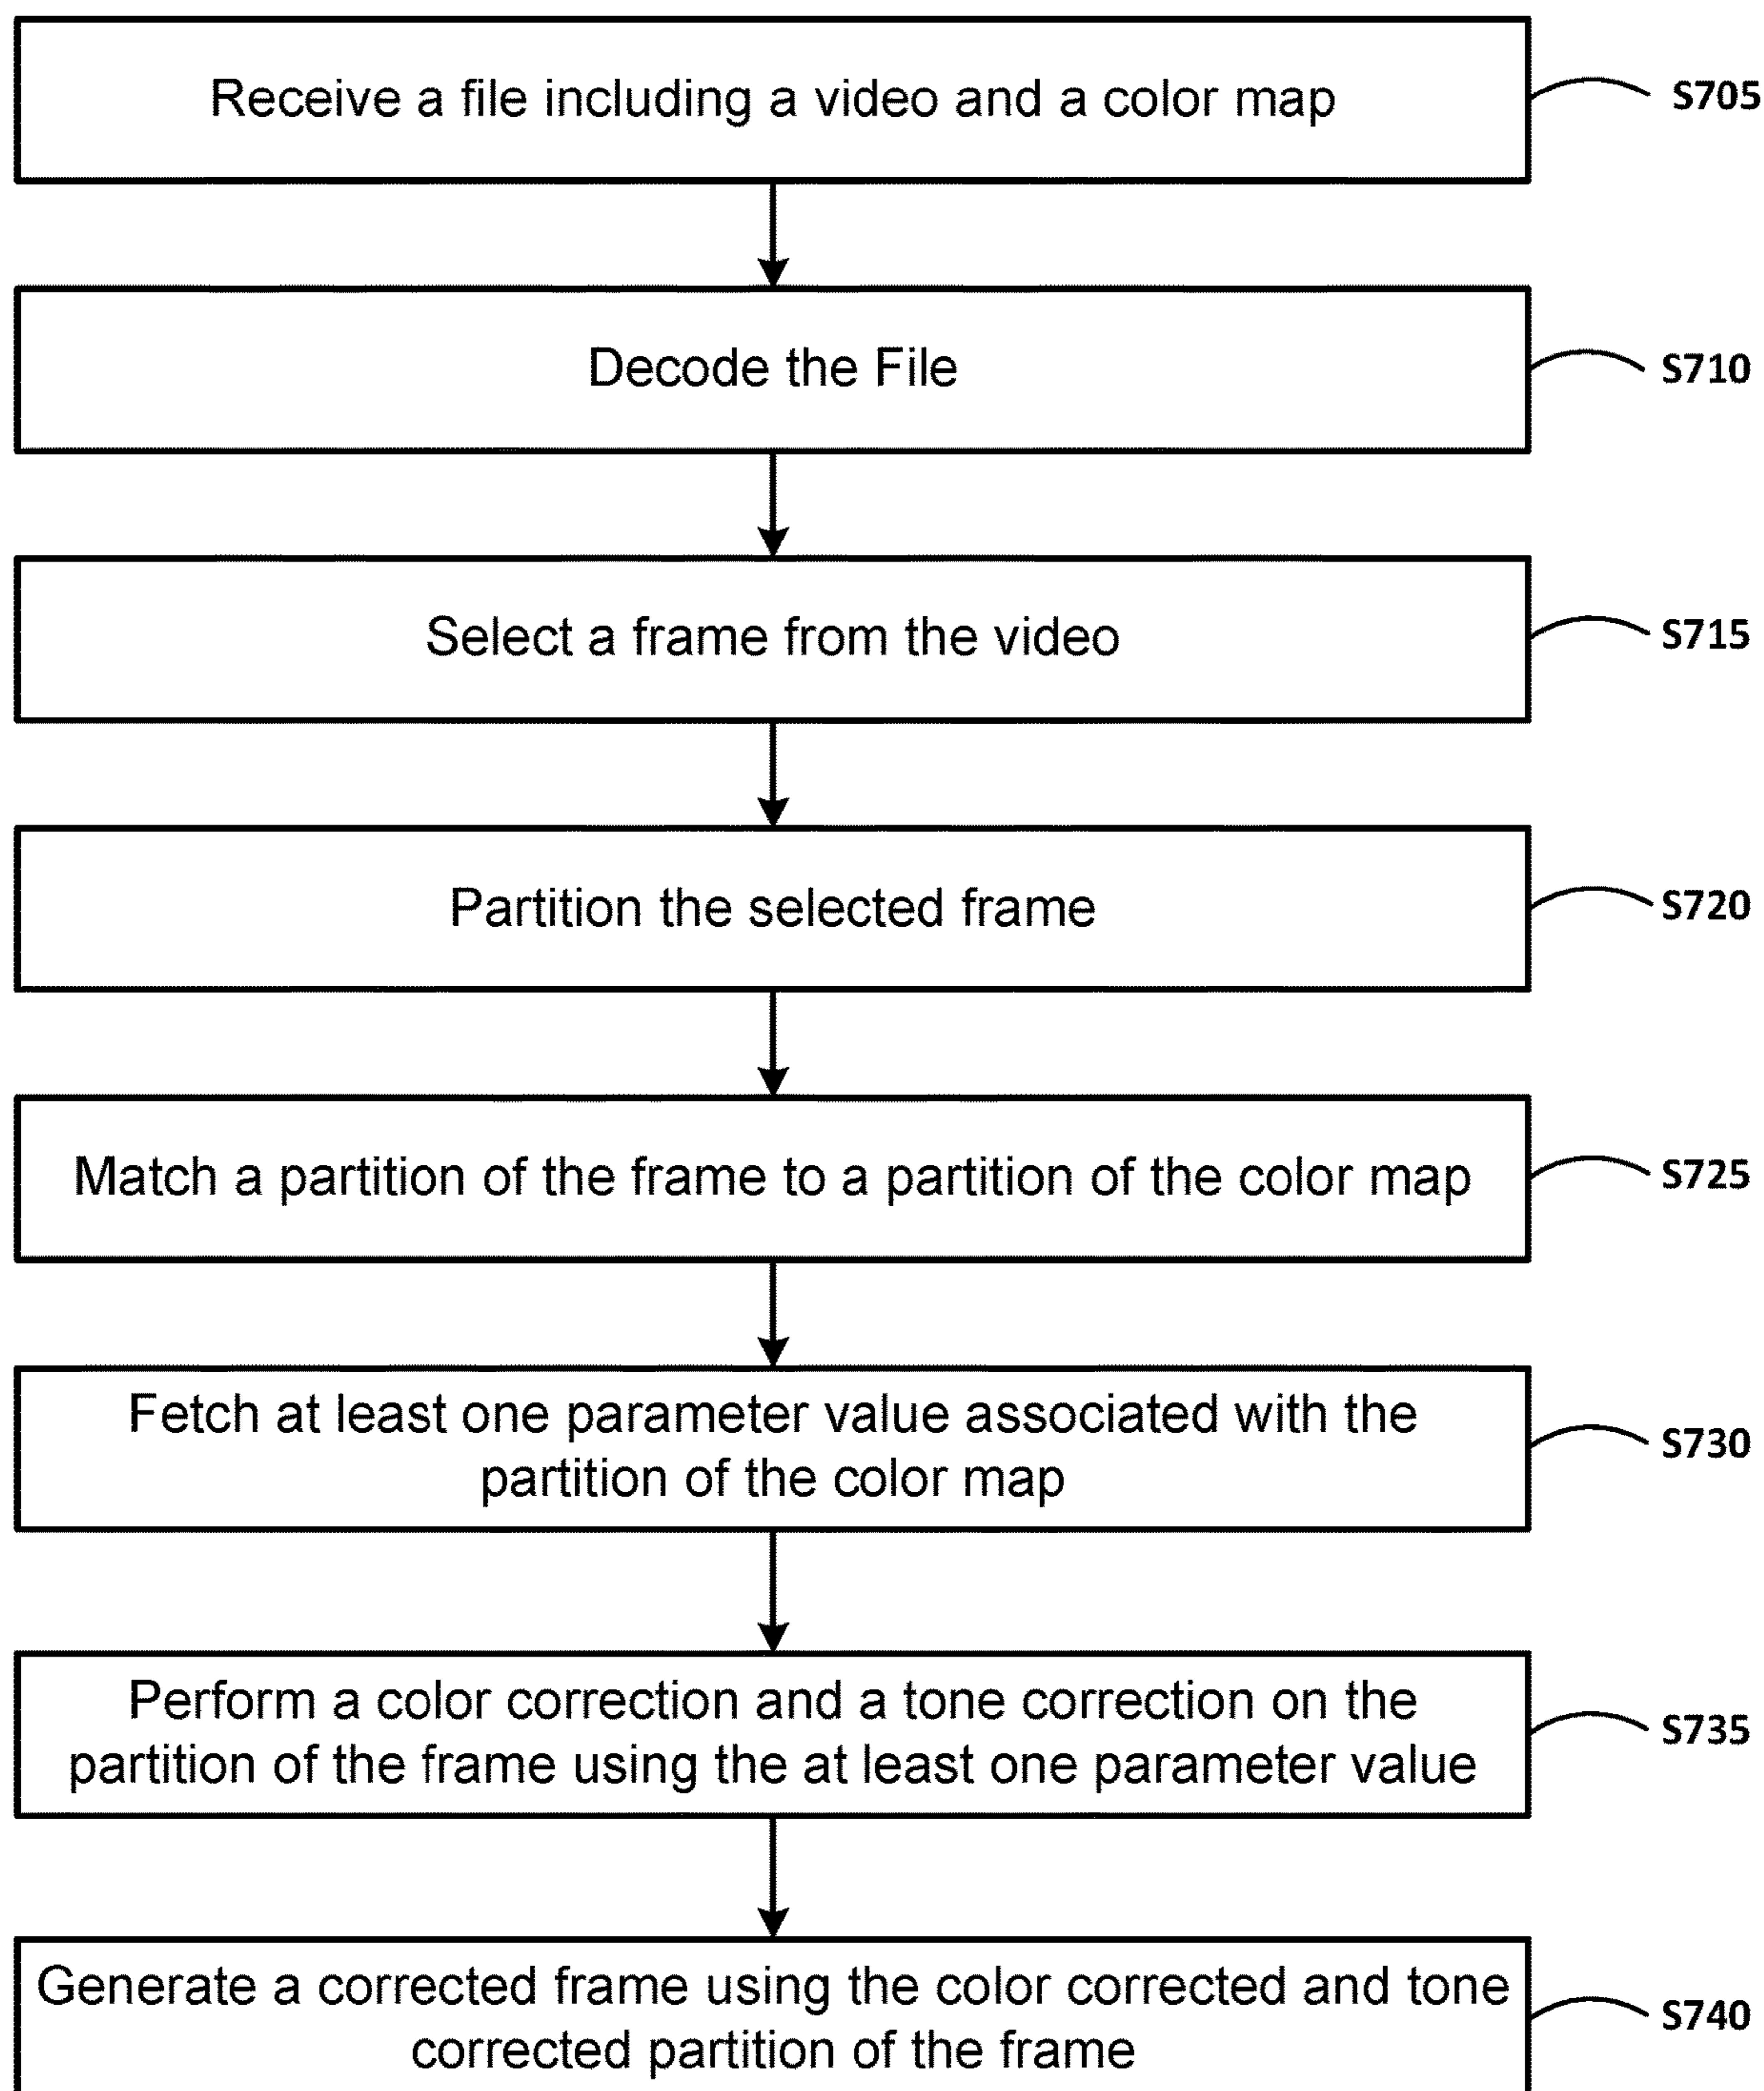 Receive a file including a video and a color map
S705
Decode the File
S710
Select a frame from the video
S715
Partition the selected frame
S720
Match a partition of the frame to a partition of the color map
S725
Fetch at least one parameter value associated with the
partition of the color map
S730
Perform a color correction and a tone correction on the
partition of the frame using the at least one parameter value
S735
Generate a corrected frame using the color corrected and tone
corrected partition of the frame
S740